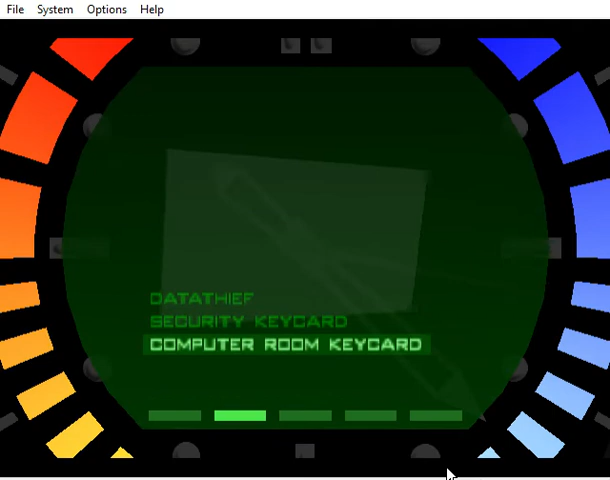 File System Options Help
DATATHIEF
SECURITY KEYCARD
COMPUTER ROOM KEYCARD